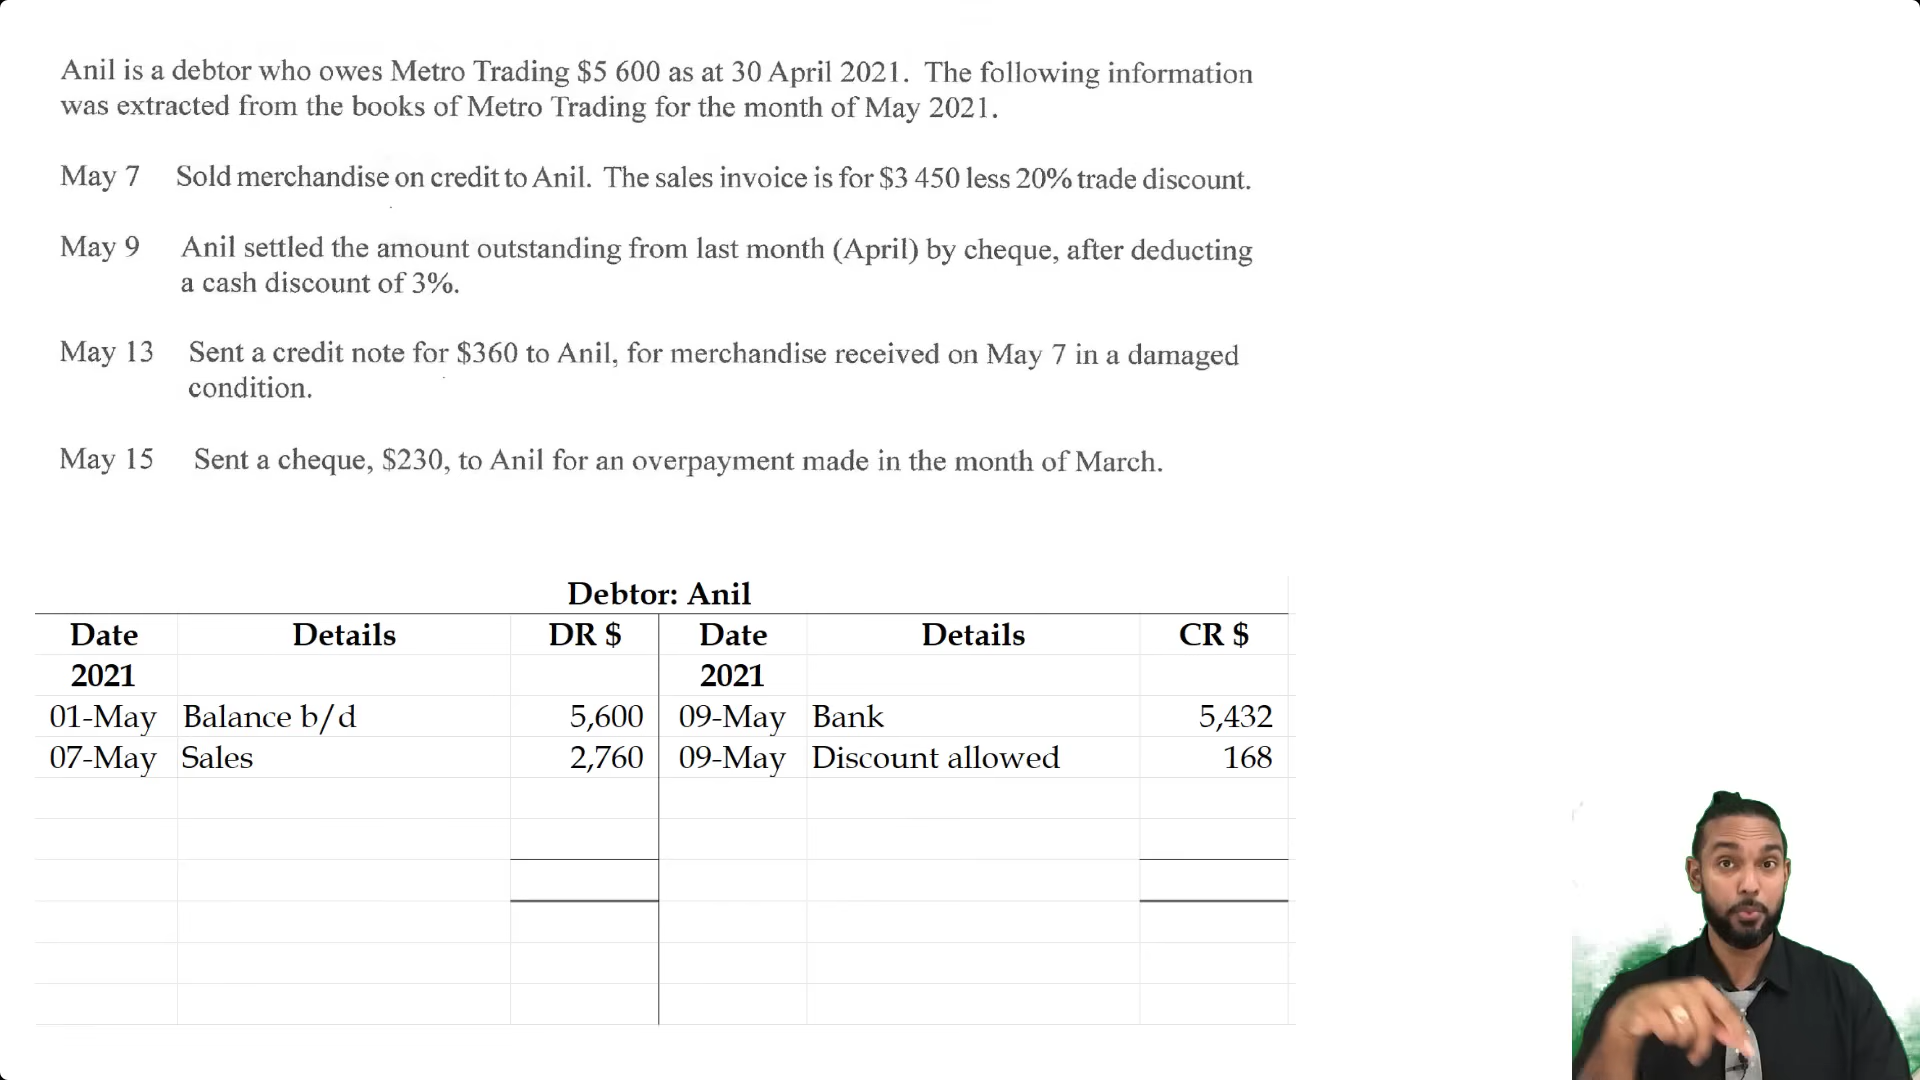 Anil is a debtor who owes Metro Trading $5 600 as at 30 April 2021. The following information
was extracted from the books of Metro Trading for the month of May 2021.
May 7 Sold merchandise on credit to Anil. The sales invoice is for $3 450 less 20% trade discount.
May 9 Anil settled the amount outstanding from last month (April) by cheque, after deducting
a cash discount of 3%.
May 13 Sent a credit note for $360 to Anil, for merchandise received on May 7 in a damaged
condition.
May 15 Sent a cheque, $230, to Anil for an overpayment made in the month of March.
Debtor: Anil
Date Details DR $ Date Details CR $
2021 2021
01-May Balance b/d 5,600 09-May Bank 5,432
07-May Sales 2,760 09-May Discount allowed 168